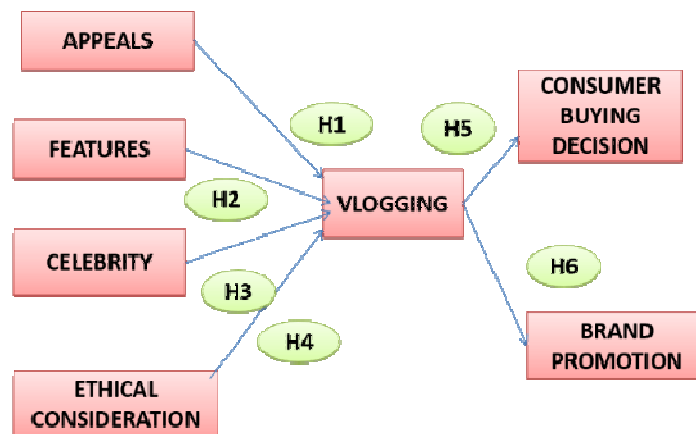 APPEALS
FEATURES
CELEBRITY
ETHICAL
CONSIDERATION
H1
H2
H3
H4
VLOGGING
H5
H6
CONSUMER
BUYING
DECISION
BRAND
PROMOTION